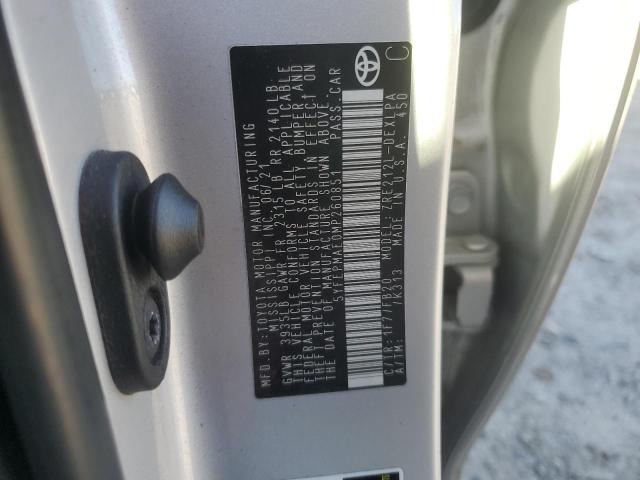 MFD.BY: TOYOTA MOTOR MANUFACTURING
MISSISSIPPI, INC. 06/21
GVWR 3935LB GAWR FR 2315LB RR 2140LB
THIS VEHICLE CONFORMS TO ALL APPLICABLE
FEDERAL MOTOR VEHICLE SAFETY, BUMPER, AND
THEFT PREVENTION STANDARDS IN EFFECT ON
THE DATE OF MANUFACTURE SHOWN ABOVE.
5YFEPMAE0MP260851 PASS.CAR
C/TR: 1F7/FB20 MODEL: ZRE212L-DEXLPA
A/TM: /K313 MADE IN U.S.A. 450
C